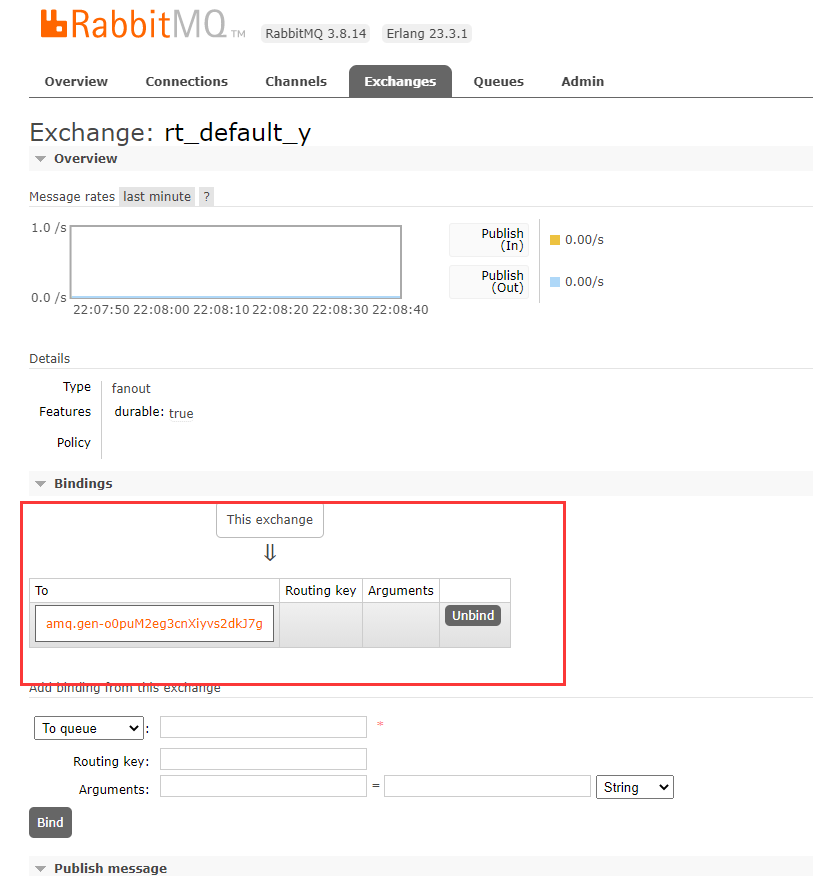 RabbitMQ TM RabbitMQ 3.8.14 Erlang 23.3.1
Overview Connections Channels Exchanges Queues Admin
Exchange: rt_default_y
Overview
Message rates last minute ?
1.0 /s
0.0 /s
22:07:50 22:08:00 22:08:10 22:08:20 22:08:30 22:08:40
Publish (In) 0.00/s
Publish (Out) 0.00/s
Details
Type fanout
Features durable: true
Policy
Bindings
This exchange
⇓
To Routing key Arguments
amq.gen-o0puM2eg3cnXiyvs2dkJ7g Unbind
Add binding from this exchange
To queue : *
Routing key:
Arguments: = String
Bind
Publish message